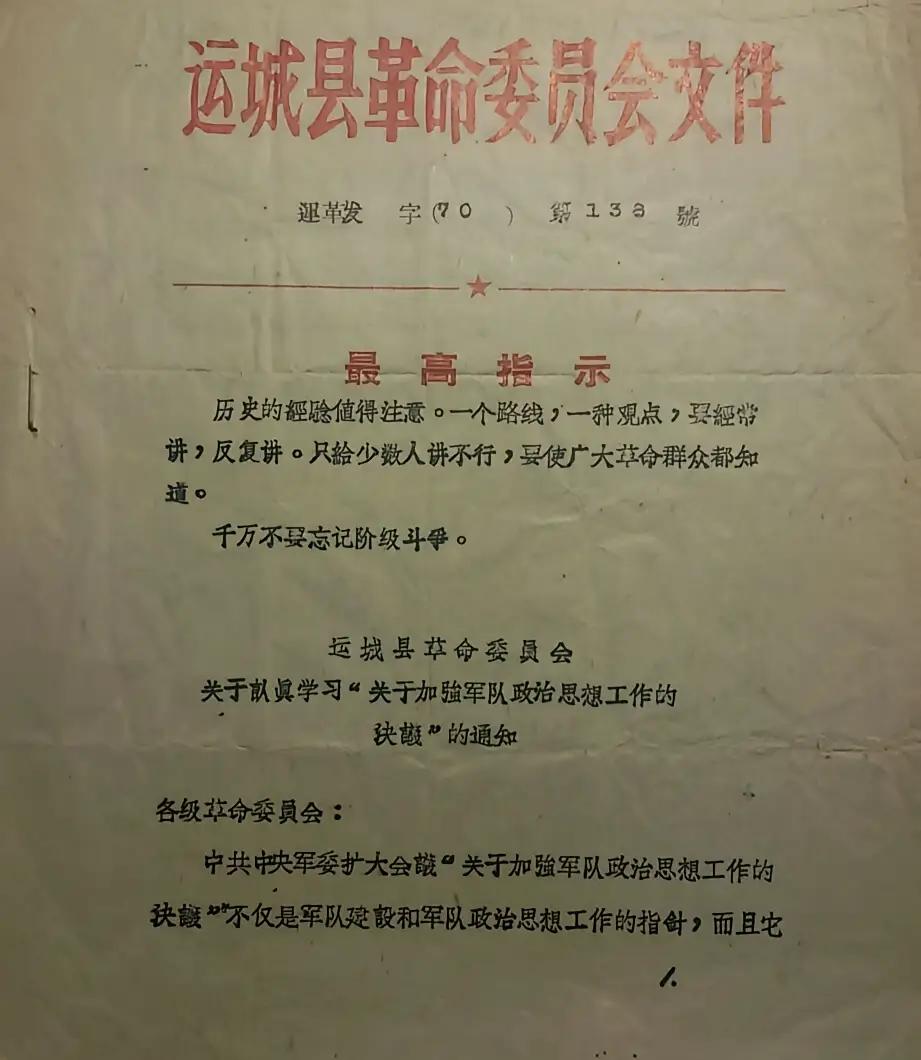 运城县革命委员会文件
运革发 字(70 ) 第138 號
最高指示
历史的經验値得注意。一个路线，一种观点，要經常
讲，反复讲。只給少数人讲不行，要使广大革命群众都知
道。
千万不要忘记阶级斗爭。
运城县革命委員会
关于认眞学习“关于加強军队政治思想工作的
决議”的通知
各级革命委員会：
中共中央军委扩大会議“关于加強军队政治思想工作的
决議”不仅是军队建設和军队政治思想工作的指針，而且它
1.